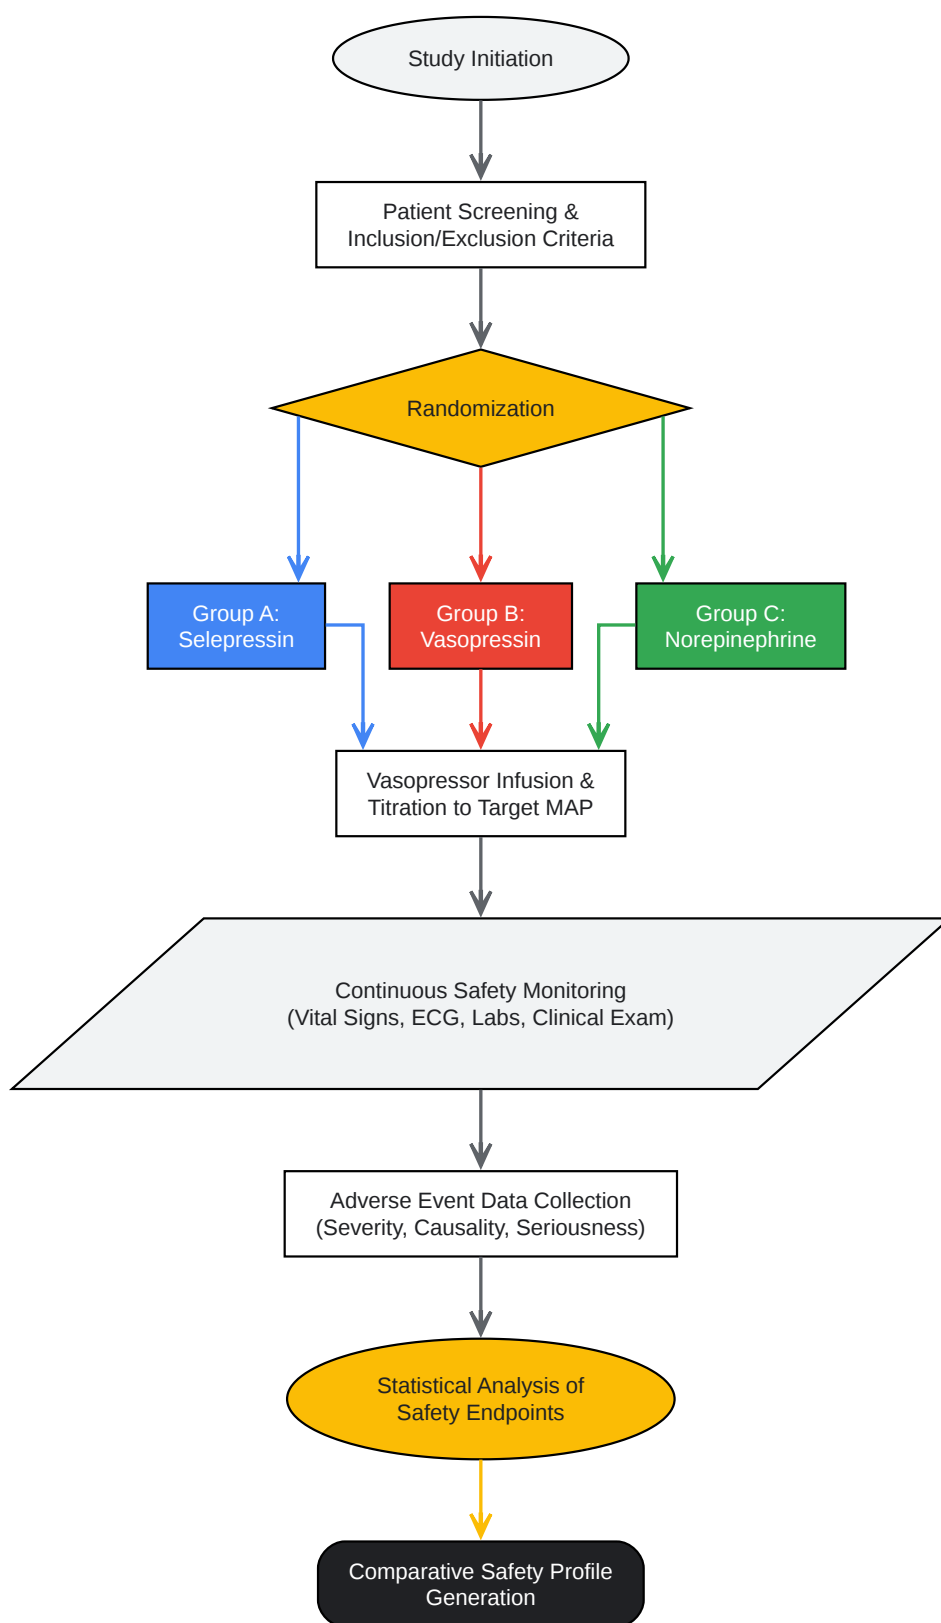 Study Initiation
Patient Screening &
Inclusion/Exclusion Criteria
Randomization
Group A:
Selepressin
Group B:
Vasopressin
Group C:
Norepinephrine
Vasopressor Infusion &
Titration to Target MAP
Continuous Safety Monitoring
(Vital Signs, ECG, Labs, Clinical Exam)
Adverse Event Data Collection
(Severity, Causality, Seriousness)
Statistical Analysis of
Safety Endpoints
Comparative Safety Profile
Generation